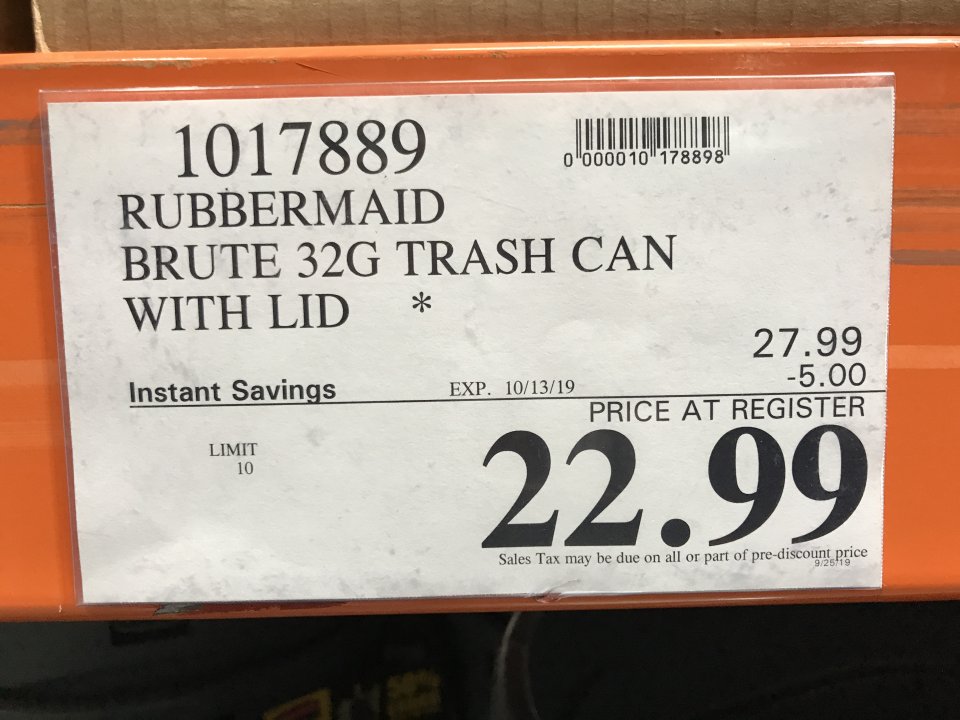 1017889
0 000010 178898
RUBBERMAID
BRUTE 32G TRASH CAN
WITH LID *
27.99
-5.00
Instant Savings EXP. 10/13/19
PRICE AT REGISTER
LIMIT
10
22.99
Sales Tax may be due on all or part of pre-discount price
9/25/19